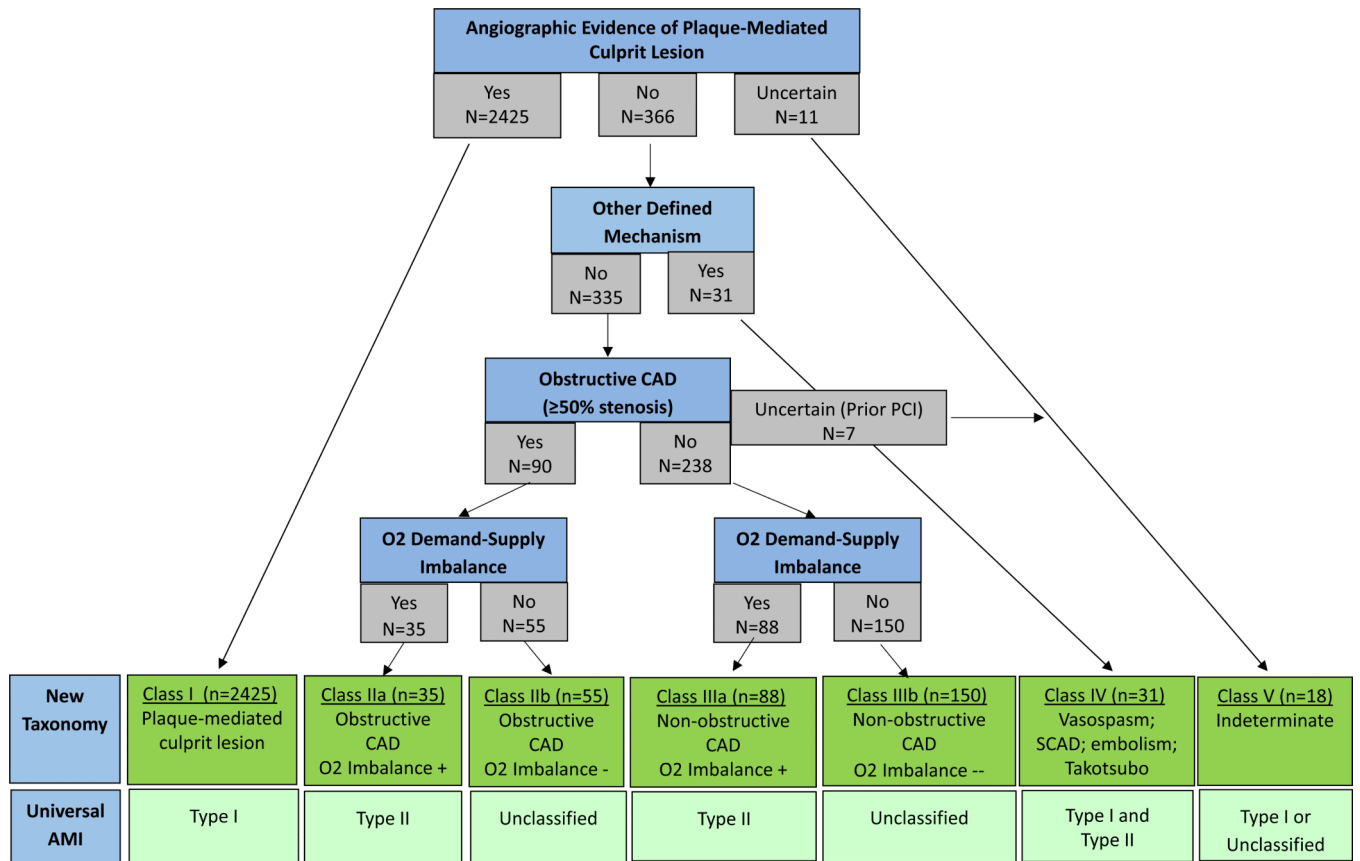 Angiographic Evidence of Plaque-Mediated
Culprit Lesion
Yes
N=2425
No
N=366
Uncertain
N=11
Other Defined
Mechanism
No
N=335
Yes
N=31
Obstructive CAD
(≥50% stenosis)
Uncertain (Prior PCI)
N=7
Yes
N=90
No
N=238
O2 Demand-Supply
Imbalance
O2 Demand-Supply
Imbalance
Yes
N=35
No
N=55
Yes
N=88
No
N=150
New
Taxonomy
Class I (n=2425)
Plaque-mediated
culprit lesion
Class IIa (n=35)
Obstructive
CAD
O2 Imbalance +
Class IIb (n=55)
Obstructive
CAD
O2 Imbalance -
Class IIIa (n=88)
Non-obstructive
CAD
O2 Imbalance +
Class IIIb (n=150)
Non-obstructive
CAD
O2 Imbalance --
Class IV (n=31)
Vasospasm;
SCAD; embolism;
Takotsubo
Class V (n=18)
Indeterminate
Universal
AMI
Type I
Type II
Unclassified
Type II
Unclassified
Type I and
Type II
Type I or
Unclassified